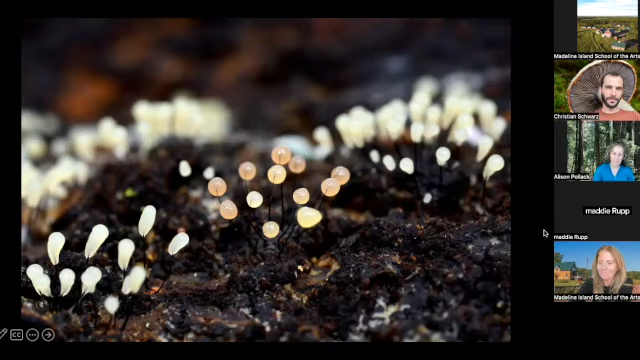 Madeline Island School of the Arts
Christian Schwarz
Alison Pollack
maddie Rupp
maddie Rupp
Madeline Island School of the Arts
CC